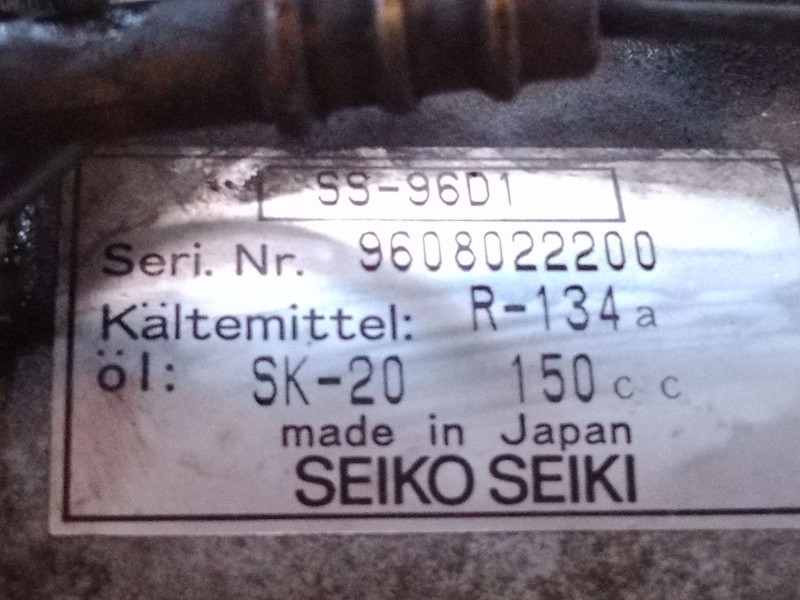 SS-96D1
Seri. Nr. 9608022200
Kältemittel: R-134a
öl: SK-20 150cc
made in Japan
SEIKO SEIKI